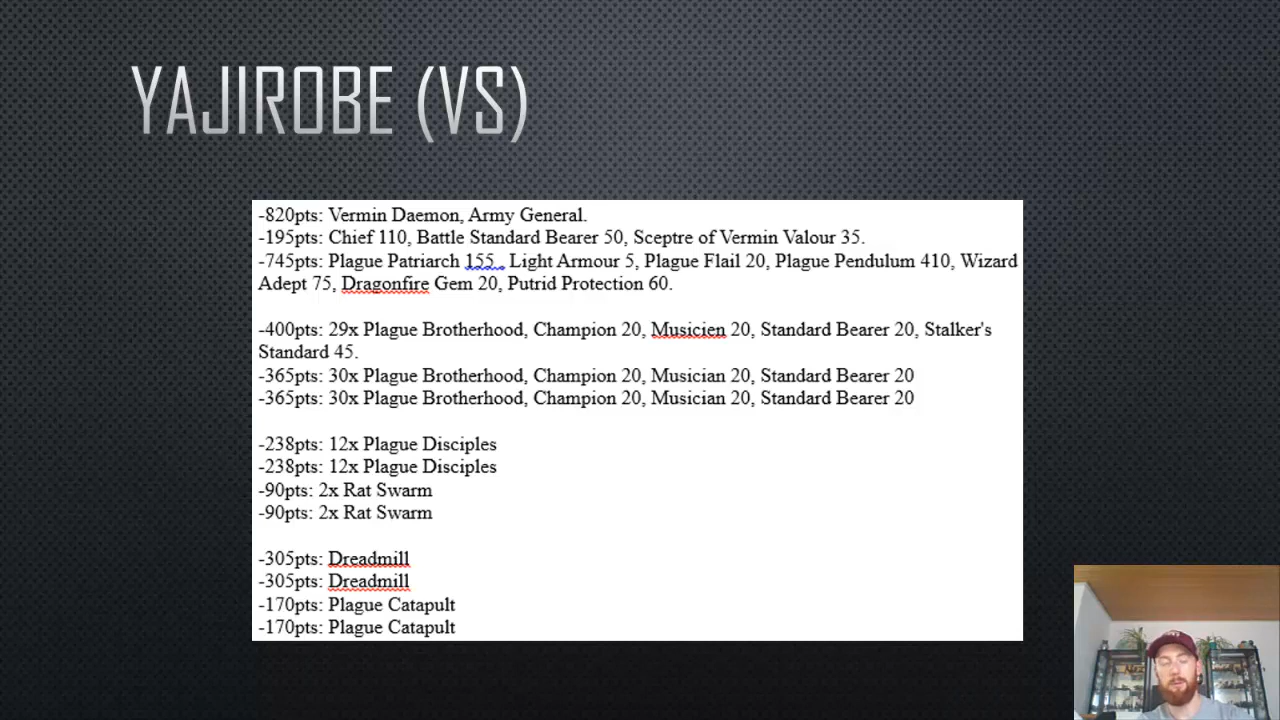 YAJIROBE (VS)
-820pts: Vermin Daemon, Army General.
-195pts: Chief 110, Battle Standard Bearer 50, Sceptre of Vermin Valour 35.
-745pts: Plague Patriarch 155 , Light Armour 5, Plague Flail 20, Plague Pendulum 410, Wizard
Adept 75, Dragonfire Gem 20, Putrid Protection 60.
-400pts: 29x Plague Brotherhood, Champion 20, Musicien 20, Standard Bearer 20, Stalker's
Standard 45.
-365pts: 30x Plague Brotherhood, Champion 20, Musician 20, Standard Bearer 20
-365pts: 30x Plague Brotherhood, Champion 20, Musician 20, Standard Bearer 20
-238pts: 12x Plague Disciples
-238pts: 12x Plague Disciples
-90pts: 2x Rat Swarm
-90pts: 2x Rat Swarm
-305pts: Dreadmill
-305pts: Dreadmill
-170pts: Plague Catapult
-170pts: Plague Catapult